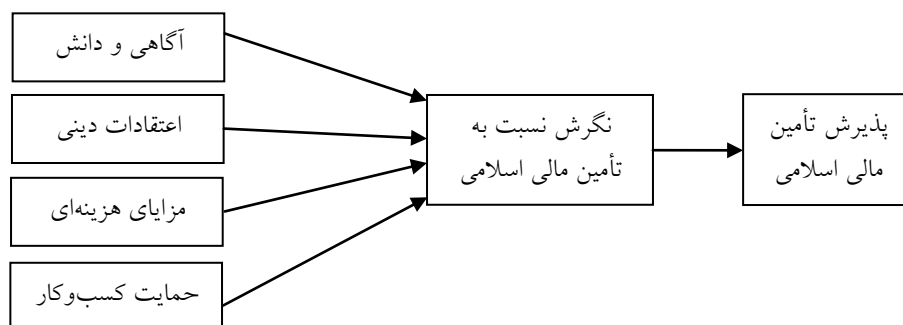 آگاهی و دانش
اعتقادات دینی
مزایای هزینه‌ای
حمایت کسب‌وکار
نگرش نسبت به
تأمین مالی اسلامی
پذیرش تأمین
مالی اسلامی